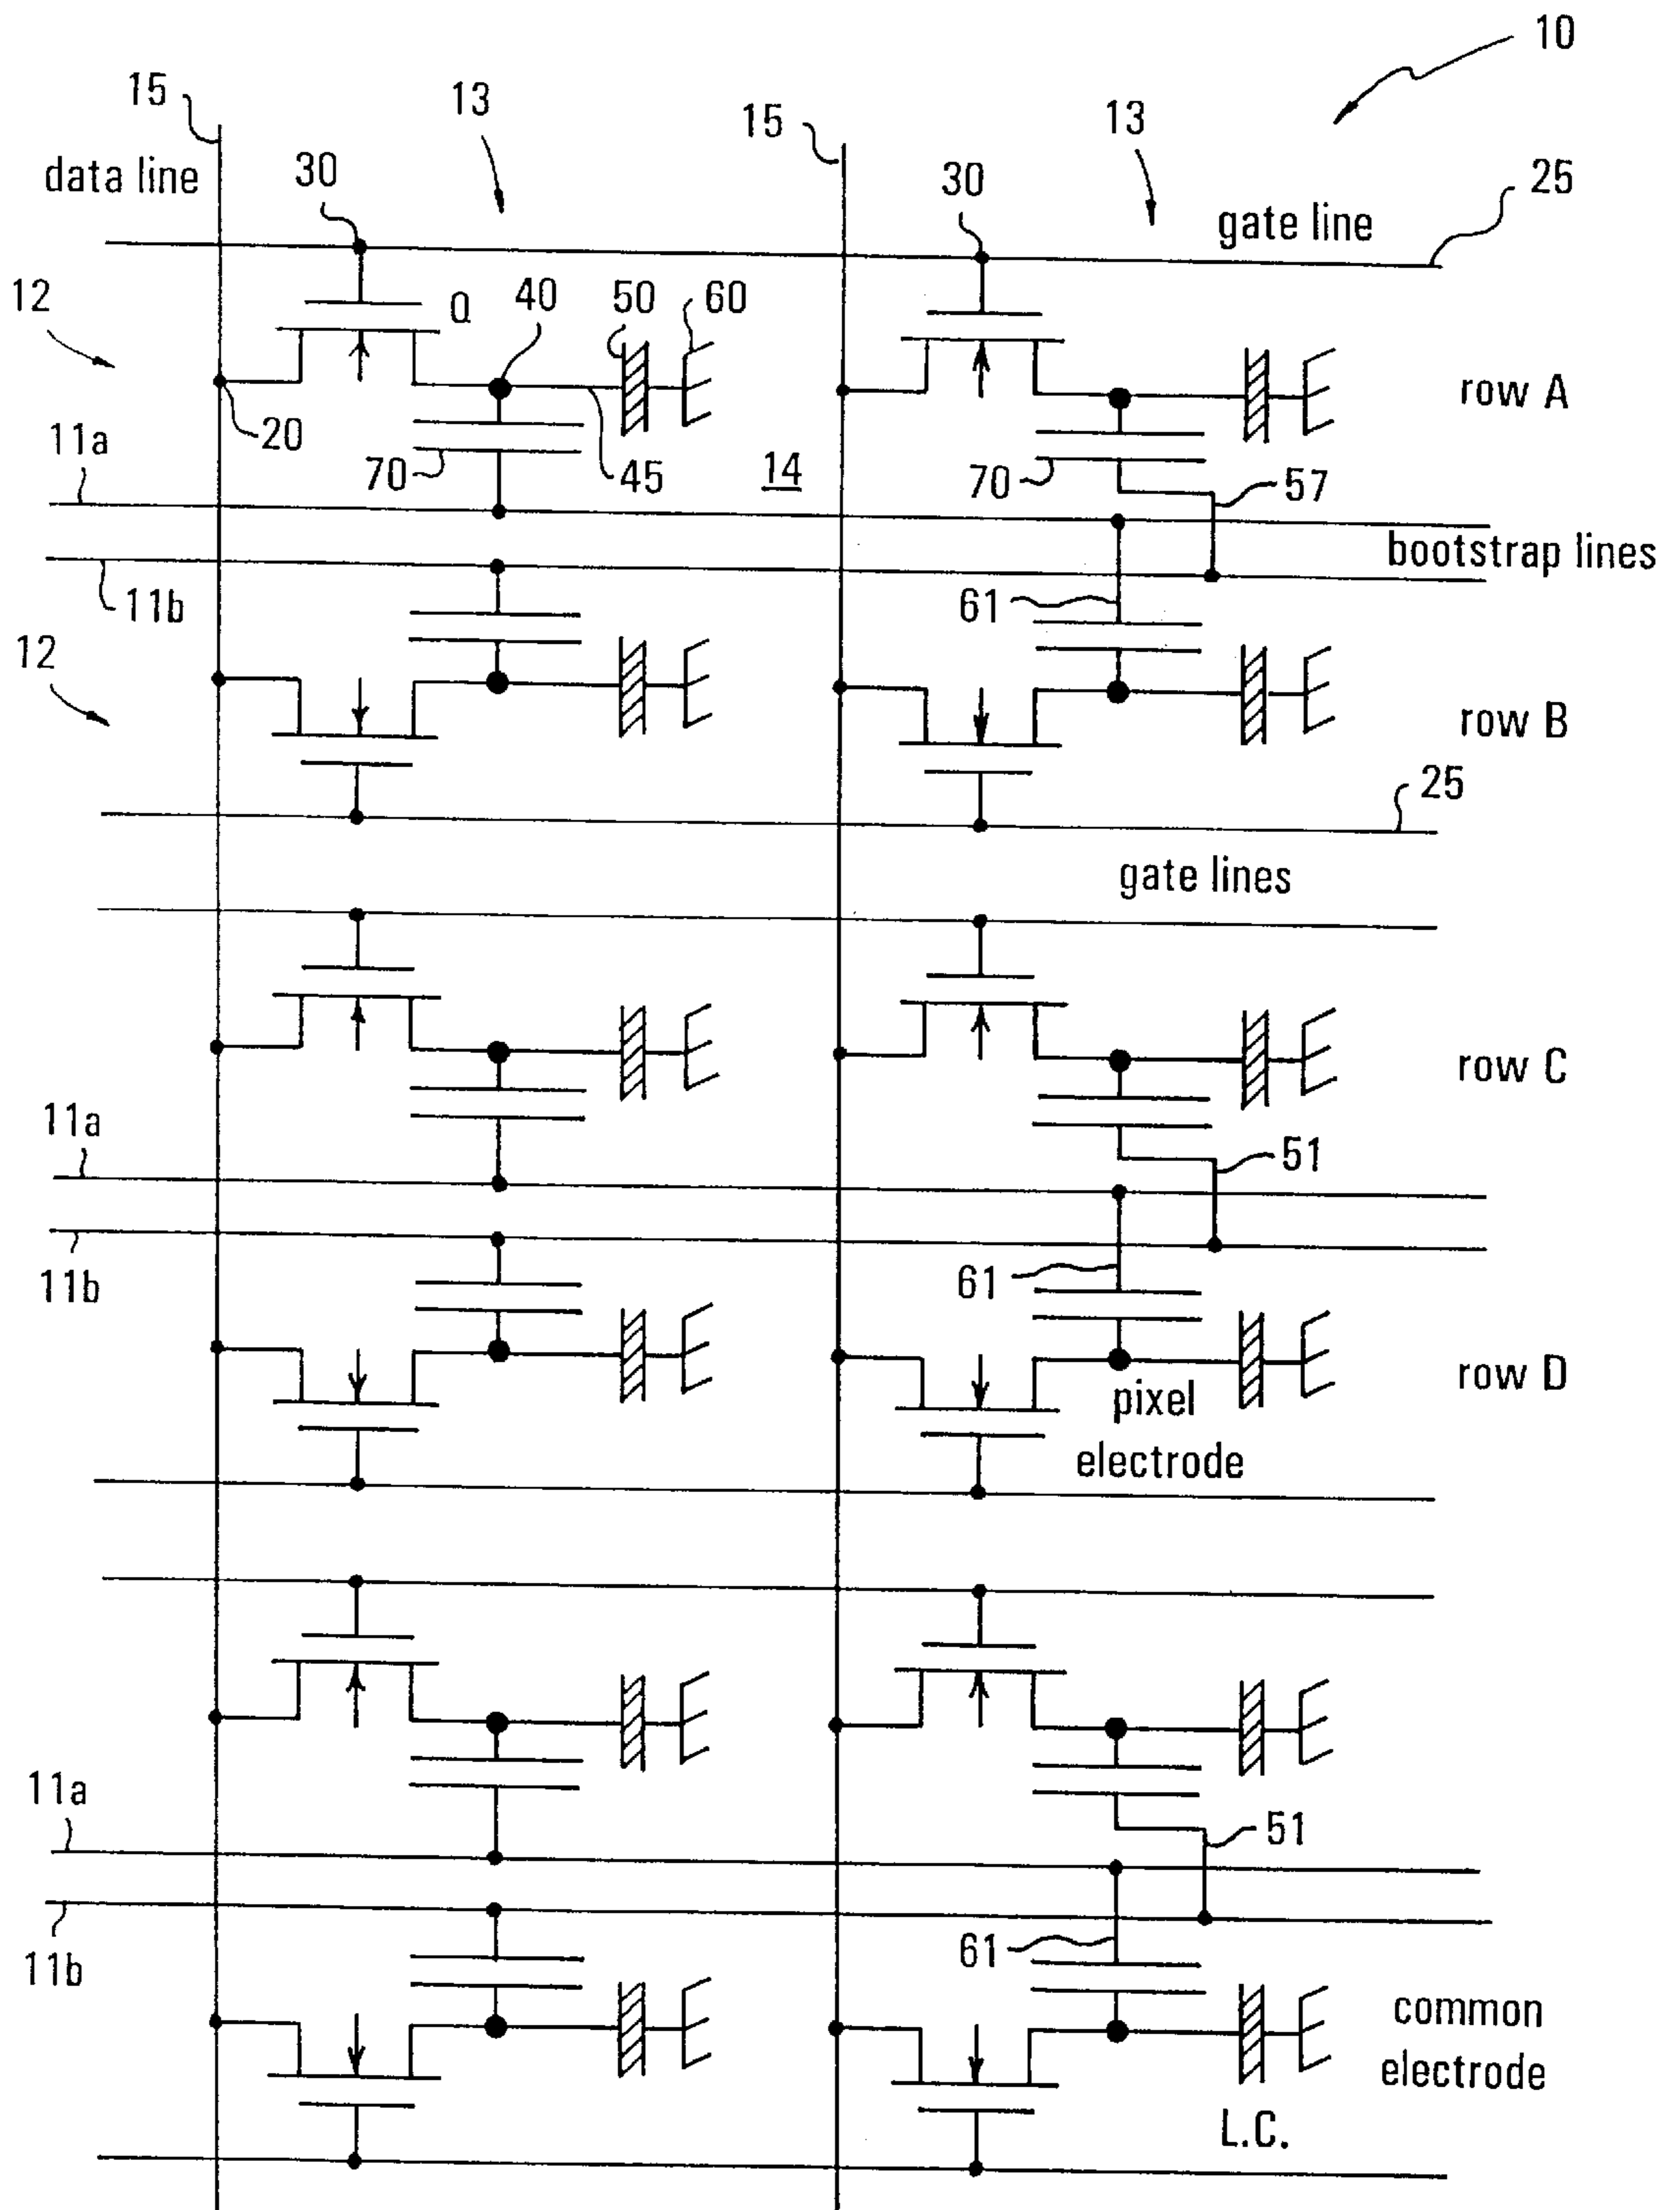 10
15
13
15
13
data line
30
30
25
gate line
12
Q
40
50
60
row A
20
11a
70
45
14
70
57
bootstrap lines
11b
61
12
row B
25
gate lines
row C
11a
51
11b
61
row D
pixel
electrode
11a
51
11b
61
common
electrode
L.C.